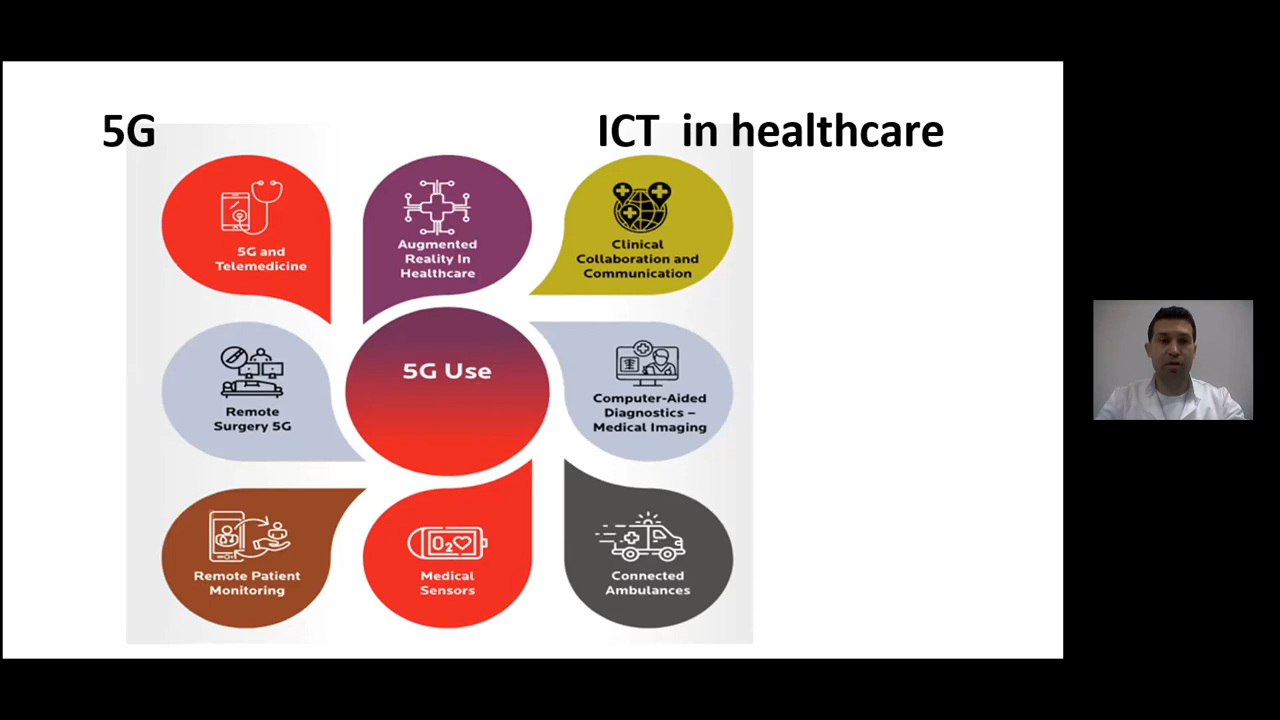 5G ICT in healthcare
5G and
Telemedicine
Augmented
Reality In
Healthcare
Clinical
Collaboration and
Communication
Remote
Surgery 5G
5G Use
Computer-Aided
Diagnostics –
Medical Imaging
Remote Patient
Monitoring
O₂
Medical
Sensors
Connected
Ambulances